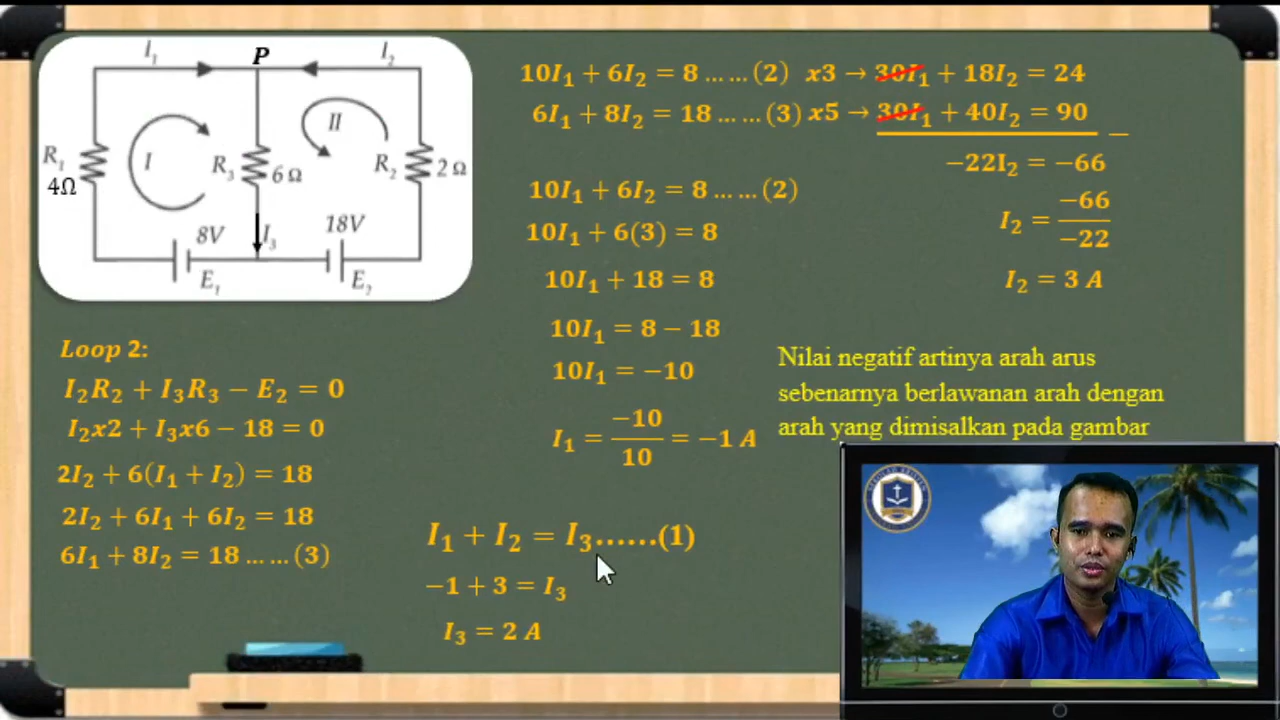 I₁
P
I₂
I
II
R₁
4Ω
R₃
6 Ω
R₂
2 Ω
8V
I₃
18V
E₁
E₂
Loop 2:
I₂R₂ + I₃R₃ − E₂ = 0
I₂x2 + I₃x6 − 18 = 0
2I₂ + 6(I₁ + I₂) = 18
2I₂ + 6I₁ + 6I₂ = 18
6I₁ + 8I₂ = 18 … … (3)
10I₁ + 6I₂ = 8 … … (2) x3 → 30I₁ + 18I₂ = 24
6I₁ + 8I₂ = 18 … … (3) x5 → 30I₁ + 40I₂ = 90
−
−22I₂ = −66
I₂ = −66/−22
I₂ = 3 A
10I₁ + 6I₂ = 8 … … (2)
10I₁ + 6(3) = 8
10I₁ + 18 = 8
10I₁ = 8 − 18
10I₁ = −10
I₁ = −10/10 = −1 A
I₁ + I₂ = I₃……(1)
−1 + 3 = I₃
I₃ = 2 A
Nilai negatif artinya arah arus
sebenarnya berlawanan arah dengan
arah yang dimisalkan pada gambar